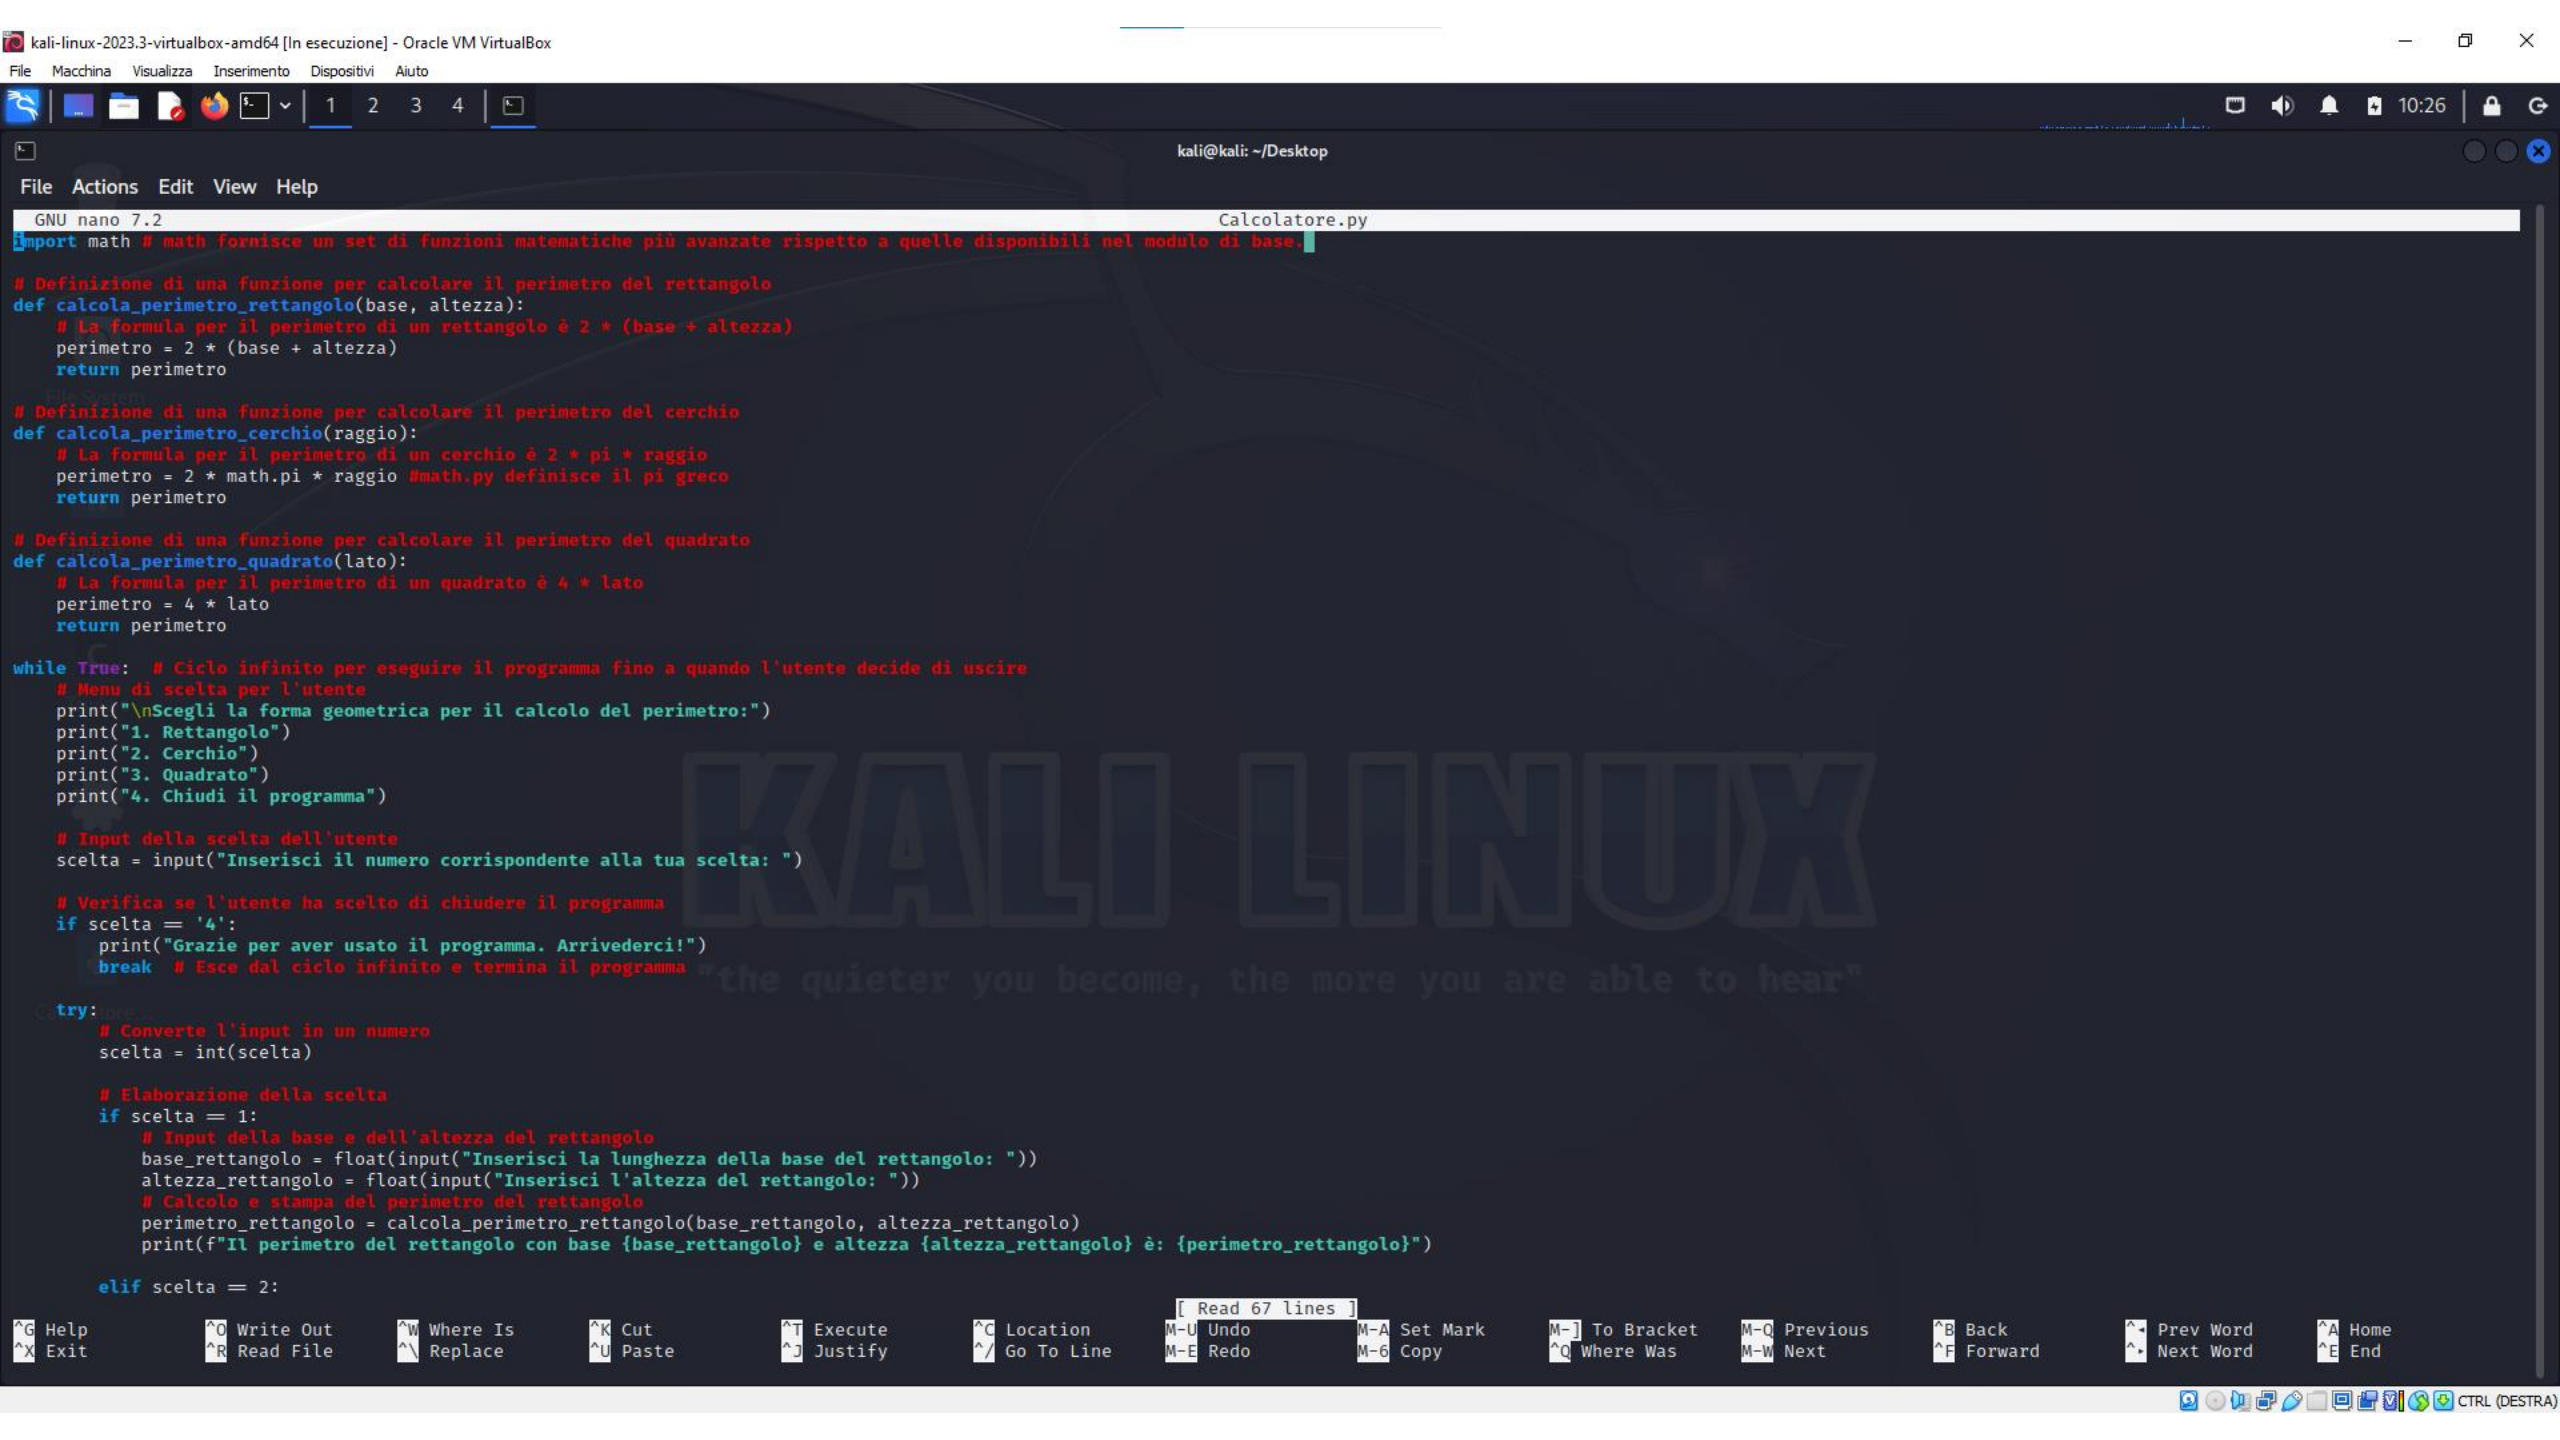 kali-linux-2023.3-virtualbox-amd64 [In esecuzione] - Oracle VM VirtualBox
File Macchina Visualizza Inserimento Dispositivi Aiuto
1 2 3 4 10:26
kali@kali: ~/Desktop
File Actions Edit View Help
GNU nano 7.2 Calcolatore.py
import math # math fornisce un set di funzioni matematiche più avanzate rispetto a quelle disponibili nel modulo di base.
# Definizione di una funzione per calcolare il perimetro del rettangolo
def calcola_perimetro_rettangolo(base, altezza):
    # La formula per il perimetro di un rettangolo è 2 * (base + altezza)
    perimetro = 2 * (base + altezza)
    return perimetro
File System
# Definizione di una funzione per calcolare il perimetro del cerchio
def calcola_perimetro_cerchio(raggio):
    # La formula per il perimetro di un cerchio è 2 * pi * raggio
    perimetro = 2 * math.pi * raggio #math.py definisce il pi greco
    return perimetro
# Definizione di una funzione per calcolare il perimetro del quadrato
def calcola_perimetro_quadrato(lato):
    # La formula per il perimetro di un quadrato è 4 * lato
    perimetro = 4 * lato
    return perimetro
while True:  # Ciclo infinito per eseguire il programma fino a quando l'utente decide di uscire
    # Menu di scelta per l'utente
    print("\nScegli la forma geometrica per il calcolo del perimetro:")
    print("1. Rettangolo")
    print("2. Cerchio")
    print("3. Quadrato")
    print("4. Chiudi il programma")
    # Input della scelta dell'utente
    scelta = input("Inserisci il numero corrispondente alla tua scelta: ")
    # Verifica se l'utente ha scelto di chiudere il programma
    if scelta == '4':
        print("Grazie per aver usato il programma. Arrivederci!")
        break  # Esce dal ciclo infinito e termina il programma
KALI LINUX
"the quieter you become, the more you are able to hear"
    try:
        # Converte l'input in un numero
        scelta = int(scelta)
        # Elaborazione della scelta
        if scelta == 1:
            # Input della base e dell'altezza del rettangolo
            base_rettangolo = float(input("Inserisci la lunghezza della base del rettangolo: "))
            altezza_rettangolo = float(input("Inserisci l'altezza del rettangolo: "))
            # Calcolo e stampa del perimetro del rettangolo
            perimetro_rettangolo = calcola_perimetro_rettangolo(base_rettangolo, altezza_rettangolo)
            print(f"Il perimetro del rettangolo con base {base_rettangolo} e altezza {altezza_rettangolo} è: {perimetro_rettangolo}")
        elif scelta == 2:
[ Read 67 lines ]
^G Help ^O Write Out ^W Where Is ^K Cut ^T Execute ^C Location M-U Undo M-A Set Mark M-] To Bracket M-Q Previous ^B Back ^◂ Prev Word ^A Home
^X Exit ^R Read File ^\ Replace ^U Paste ^J Justify ^/ Go To Line M-E Redo M-6 Copy ^Q Where Was M-W Next ^F Forward ^▸ Next Word ^E End
CTRL (DESTRA)